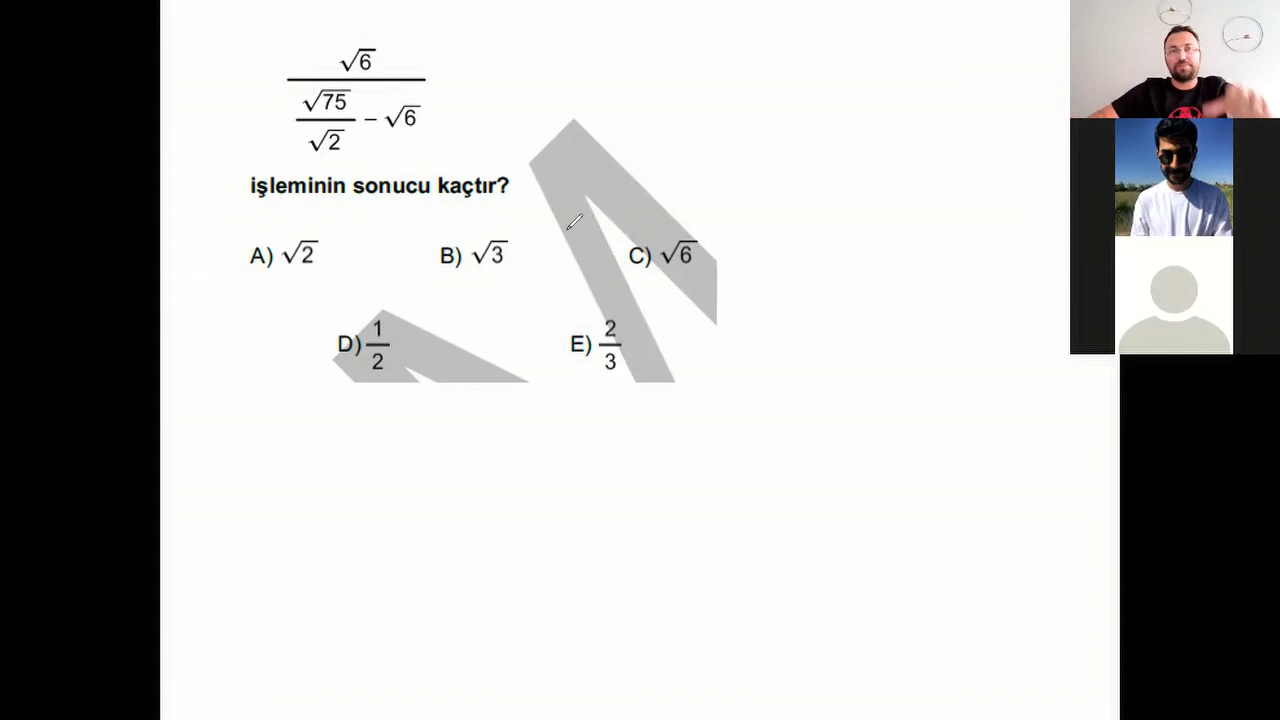 √6
√75
− √6
√2
işleminin sonucu kaçtır?
A) √2 B) √3 C) √6
D) 1/2 E) 2/3